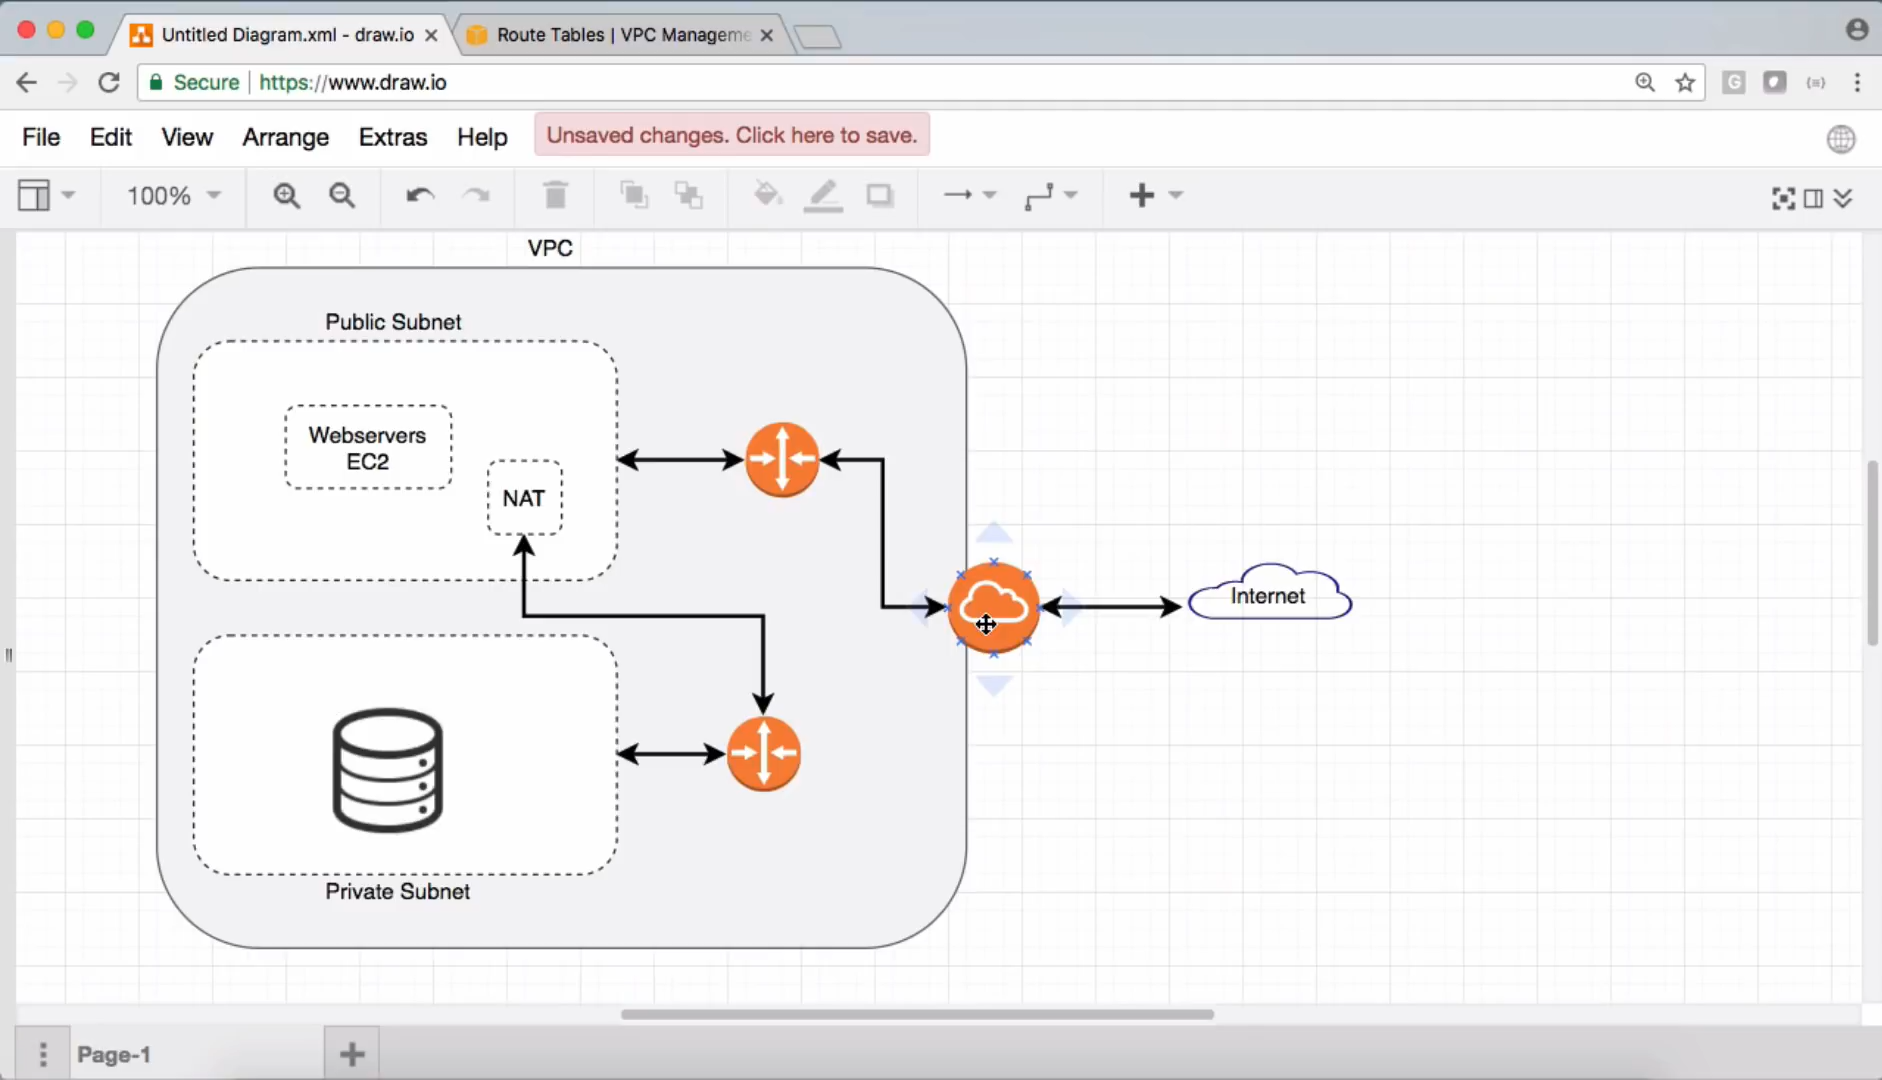 Untitled Diagram.xml - draw.io
Route Tables | VPC Manageme
Secure | https://www.draw.io
File Edit View Arrange Extras Help Unsaved changes. Click here to save.
100%
VPC
Public Subnet
Webservers
EC2
NAT
Internet
Private Subnet
Page-1